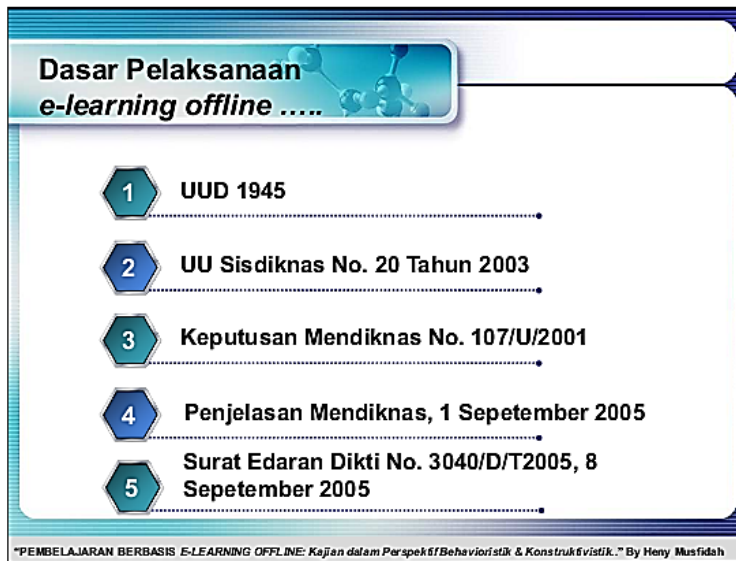 Dasar Pelaksanaan
e-learning offline .....
1 UUD 1945
2 UU Sisdiknas No. 20 Tahun 2003
3 Keputusan Mendiknas No. 107/U/2001
4 Penjelasan Mendiknas, 1 Sepetember 2005
5 Surat Edaran Dikti No. 3040/D/T2005, 8
Sepetember 2005
"PEMBELAJARAN BERBASIS E-LEARNING OFFLINE: Kajian dalam Perspektif Behavioristik & Konstruktivistik.." By Heny Musfidah